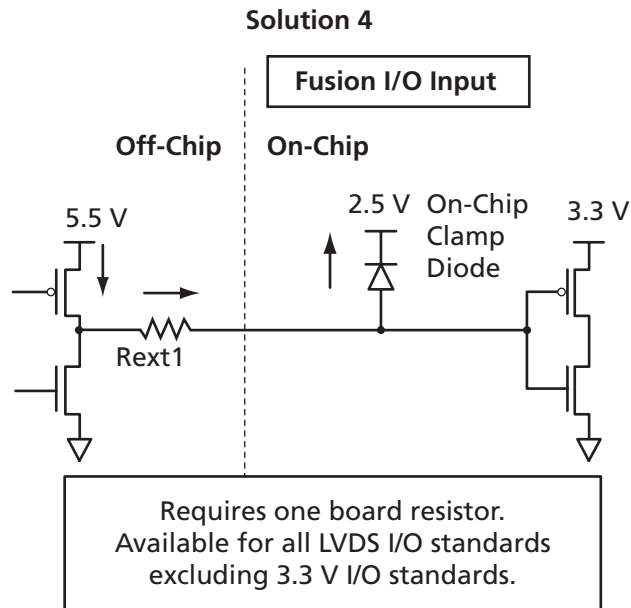 Solution 4
Fusion I/O Input
Off-Chip
On-Chip
5.5 V
2.5 V
On-Chip
Clamp
Diode
3.3 V
Rext1
Requires one board resistor.
Available for all LVDS I/O standards
excluding 3.3 V I/O standards.